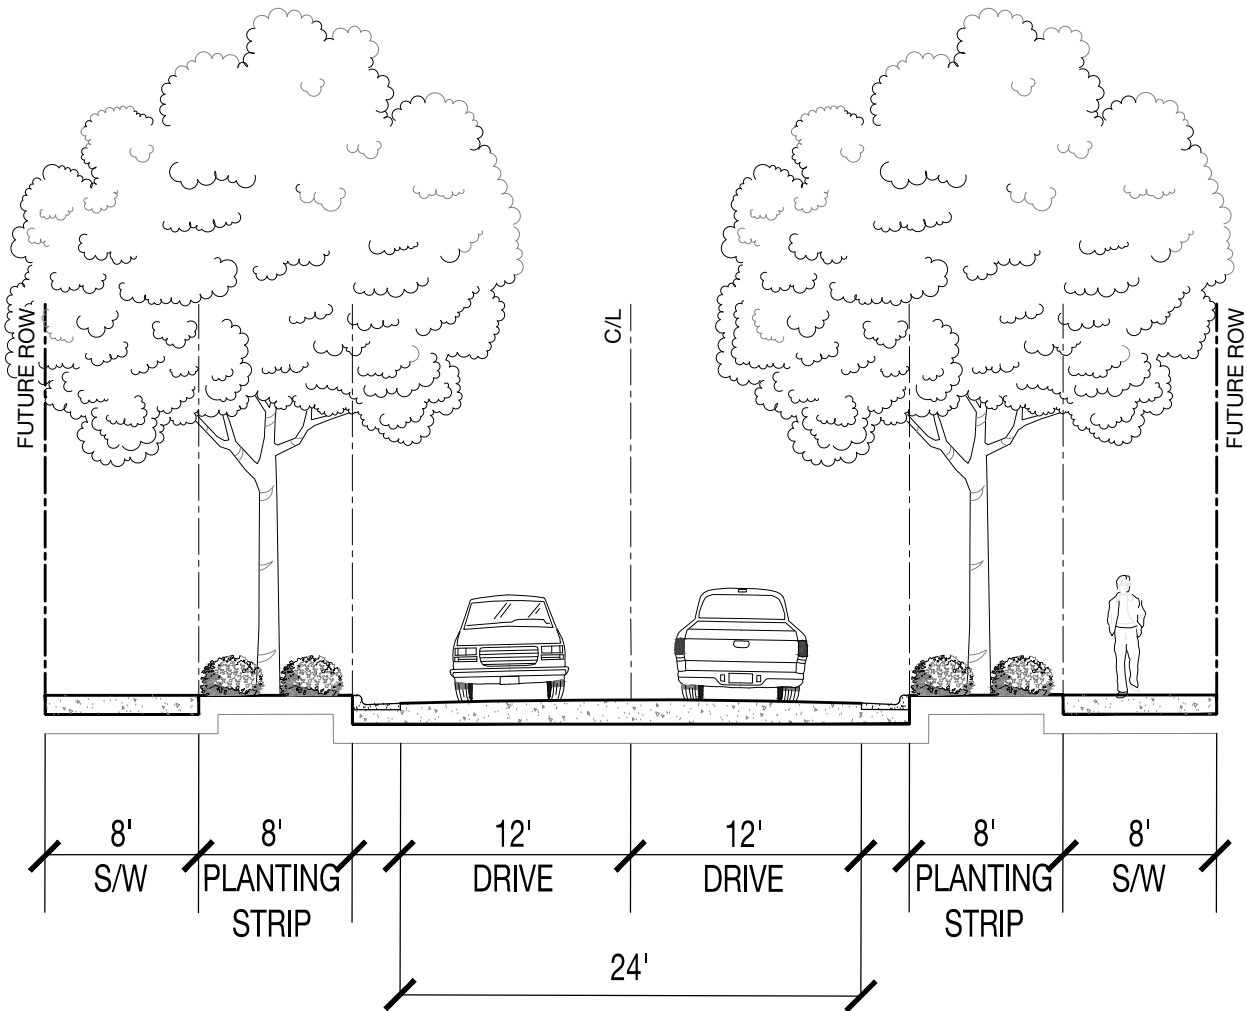 FUTURE ROW
C/L
FUTURE ROW
8' 8' 12' 12' 8' 8'
S/W PLANTING DRIVE DRIVE PLANTING S/W
STRIP STRIP
24'